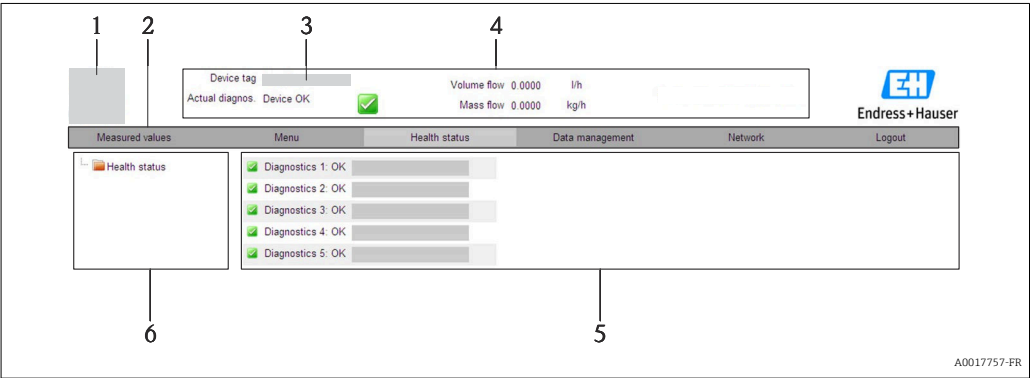 1 2 3 4
Device tag
Volume flow 0.0000 l/h
Actual diagnos. Device OK
Mass flow 0.0000 kg/h
EH
Endress+Hauser
Measured values Menu Health status Data management Network Logout
Health status
Diagnostics 1: OK
Diagnostics 2: OK
Diagnostics 3: OK
Diagnostics 4: OK
Diagnostics 5: OK
6 5
A0017757-FR